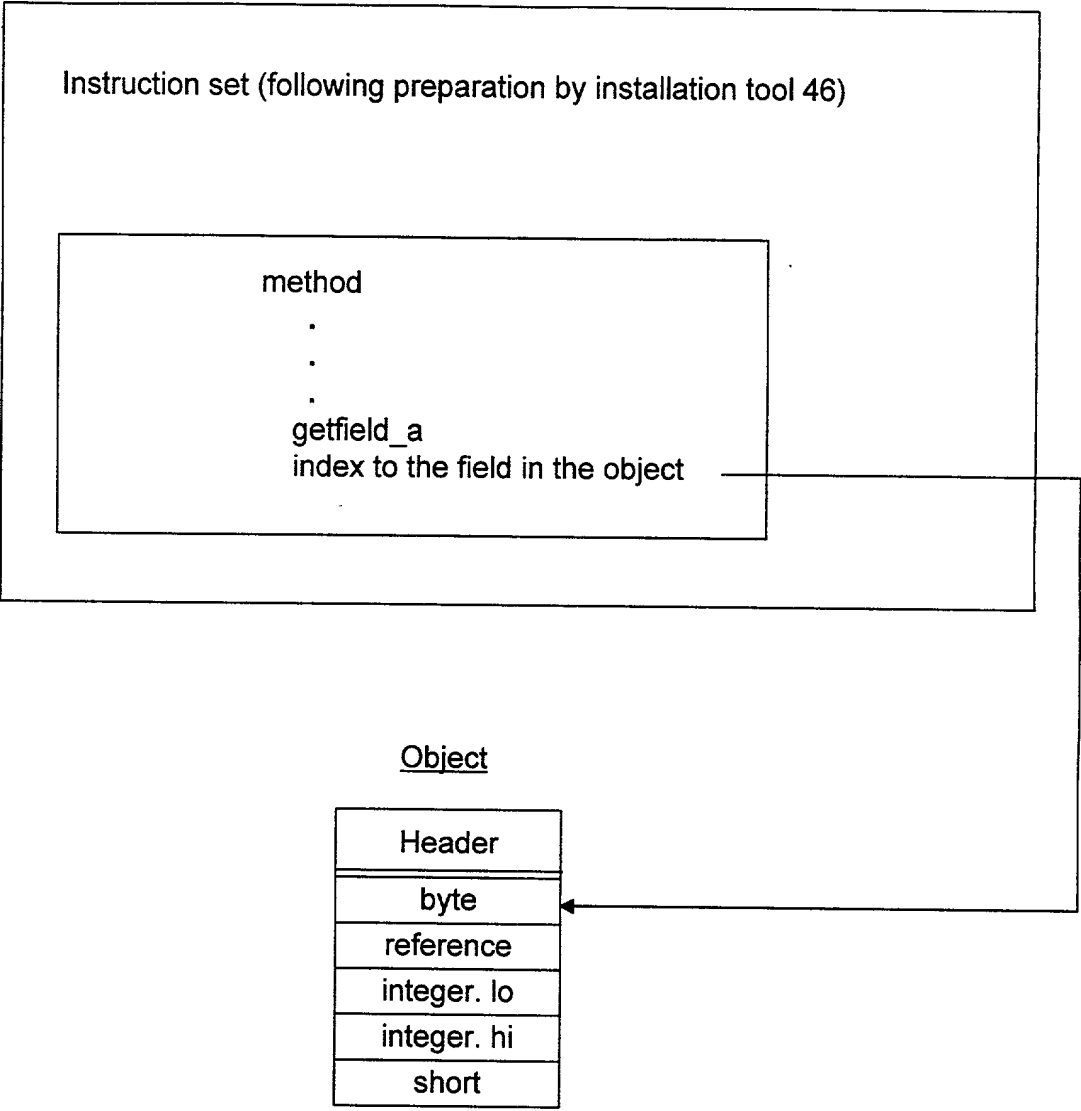 Instruction set (following preparation by installation tool 46)
method
.
.
.
getfield_a
index to the field in the object
Object
Header
byte
reference
integer. lo
integer. hi
short